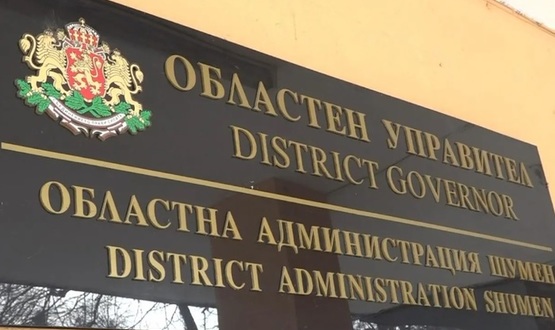 ОБЛАСТЕН УПРАВИТЕЛ
DISTRICT GOVERNOR
ОБЛАСТНА АДМИНИСТРАЦИЯ ШУМЕН
DISTRICT ADMINISTRATION SHUMEN